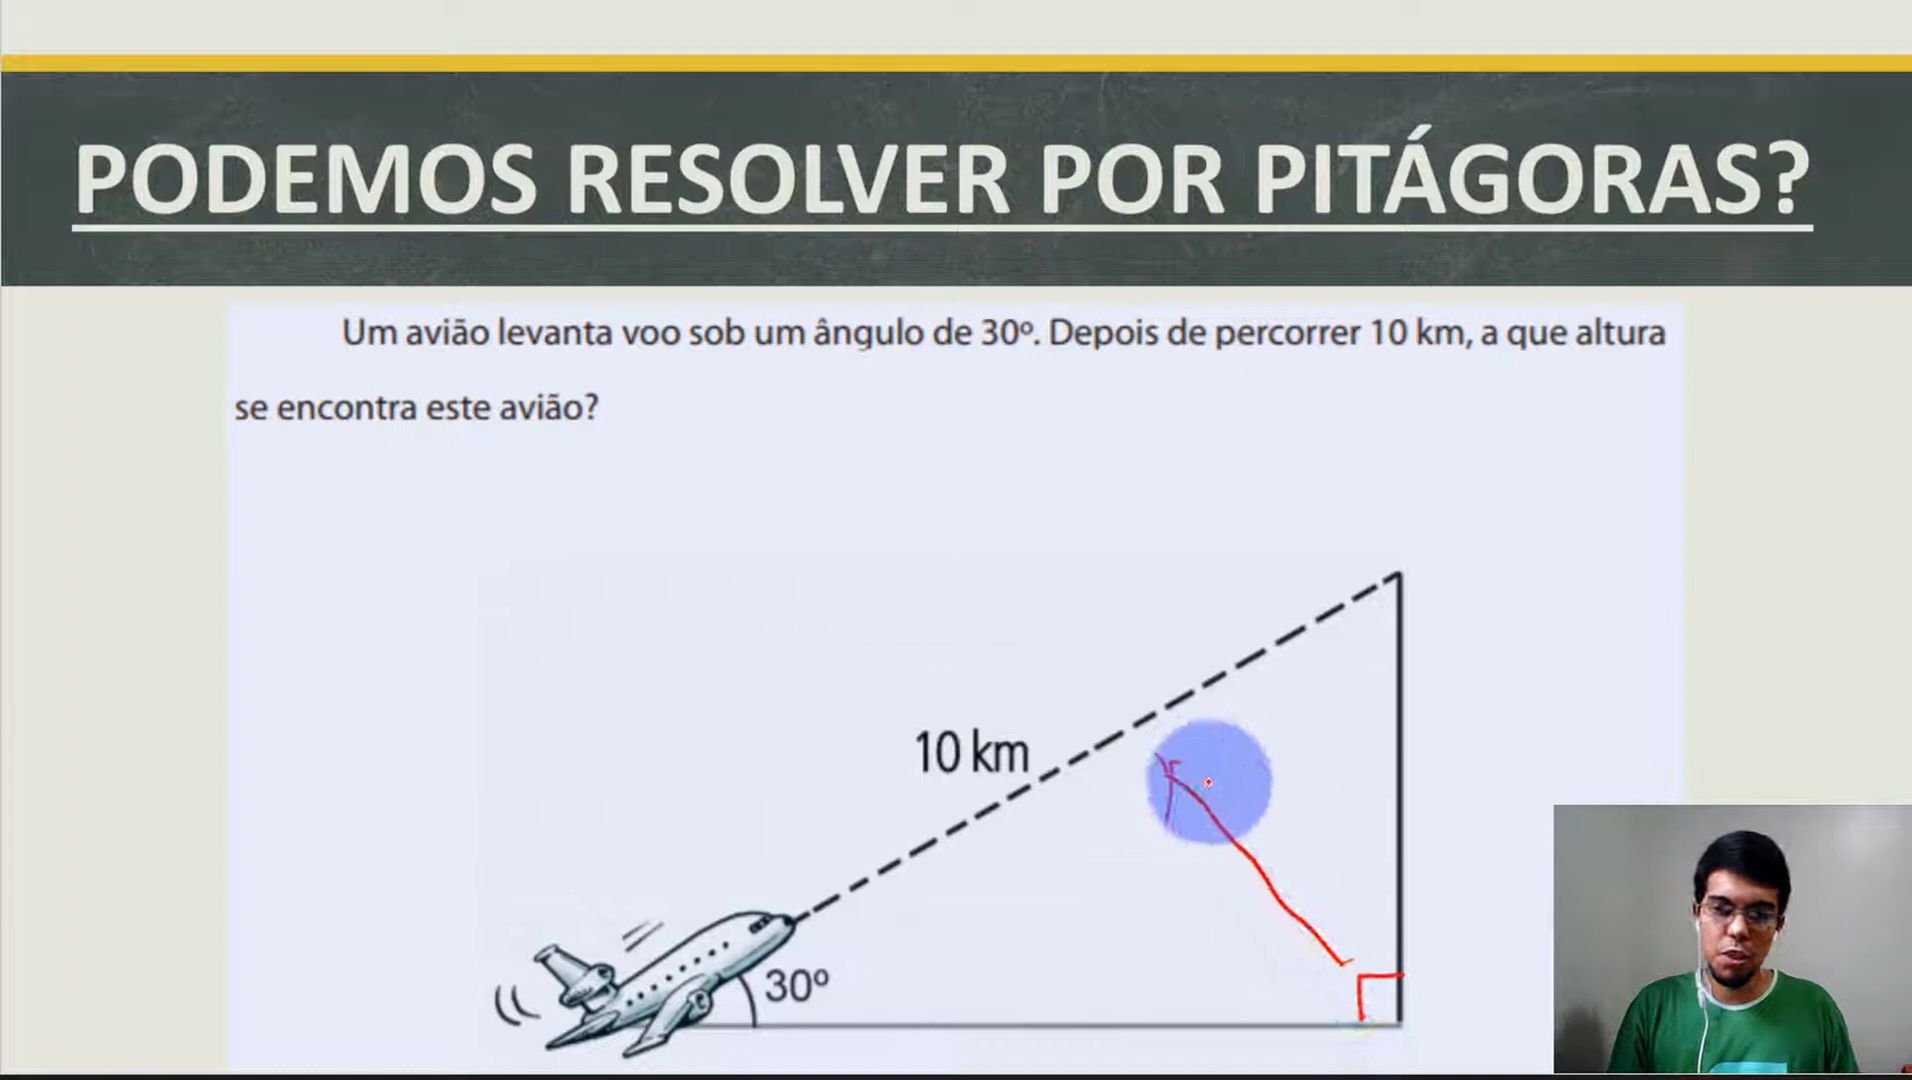 PODEMOS RESOLVER POR PITÁGORAS?
Um avião levanta voo sob um ângulo de 30º. Depois de percorrer 10 km, a que altura
se encontra este avião?
10 km
30º